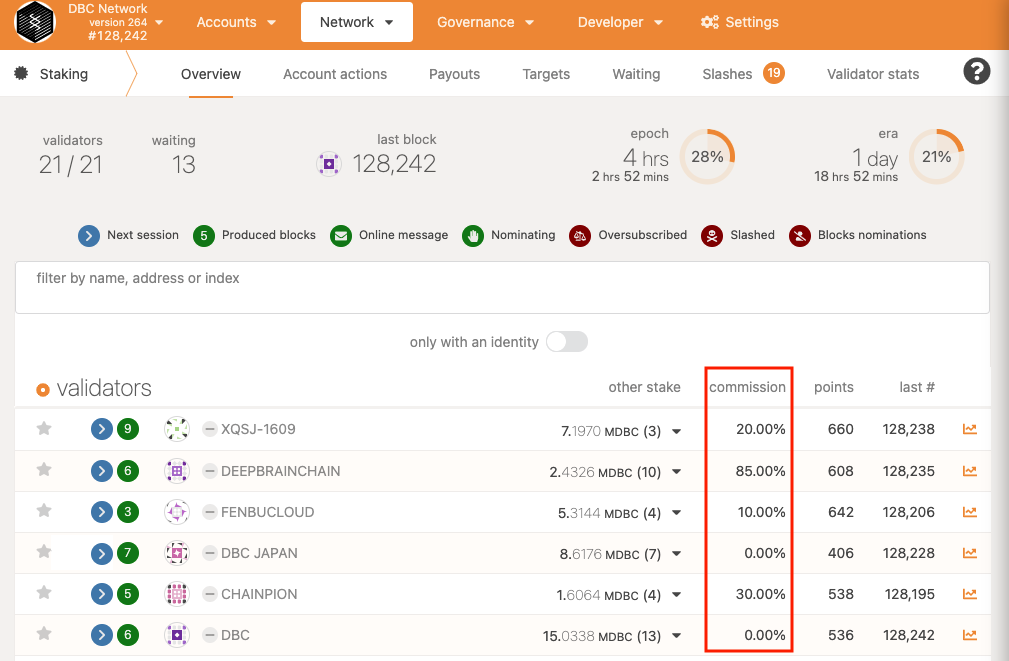 DBC Network
version 264
#128,242
Accounts
Network
Governance
Developer
Settings
Staking
Overview
Account actions
Payouts
Targets
Waiting
Slashes 19
Validator stats
?
validators
21 / 21
waiting
13
last block
128,242
epoch
4 hrs
2 hrs 52 mins
28%
era
1 day
18 hrs 52 mins
21%
Next session
5 Produced blocks
Online message
Nominating
Oversubscribed
Slashed
Blocks nominations
filter by name, address or index
only with an identity
validators other stake commission points last #
9 XQSJ-1609 7.1970 MDBC (3) 20.00% 660 128,238
6 DEEPBRAINCHAIN 2.4326 MDBC (10) 85.00% 608 128,235
3 FENBUCLOUD 5.3144 MDBC (4) 10.00% 642 128,206
7 DBC JAPAN 8.6176 MDBC (7) 0.00% 406 128,228
5 CHAINPION 1.6064 MDBC (4) 30.00% 538 128,195
6 DBC 15.0338 MDBC (13) 0.00% 536 128,242